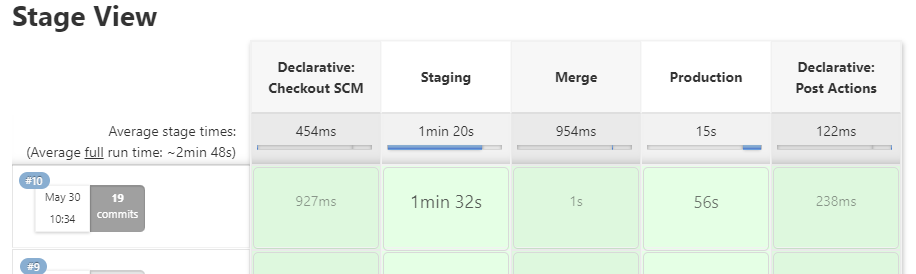 Stage View
Declarative:
Checkout SCM
Staging
Merge
Production
Declarative:
Post Actions
Average stage times:
(Average full run time: ~2min 48s)
454ms
1min 20s
954ms
15s
122ms
#10
May 30
10:34
19
commits
927ms
1min 32s
1s
56s
238ms
#9